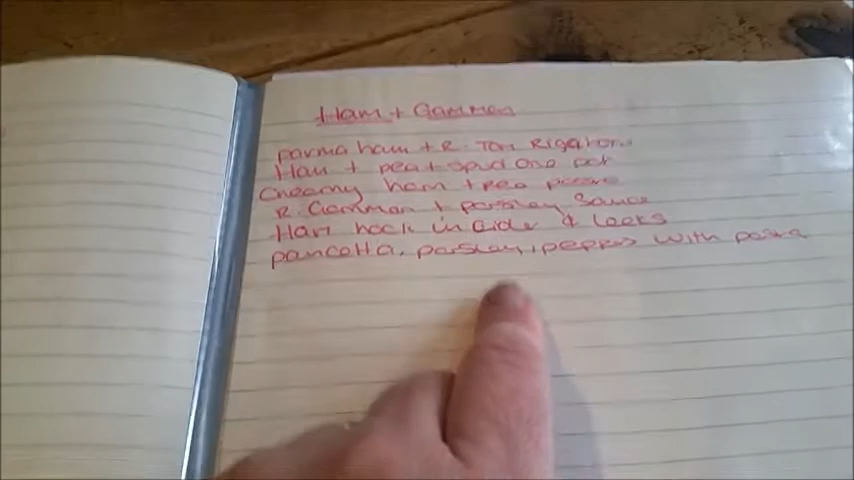 Ham + Gammon
parma ham + R. Tom Rigatoni
Ham + pea + spud one pot
Creamy ham + pea
R. Gammon + parsley Sauce
Ham hock in cider & leeks
pancetta, parsley, + peppers with pasta